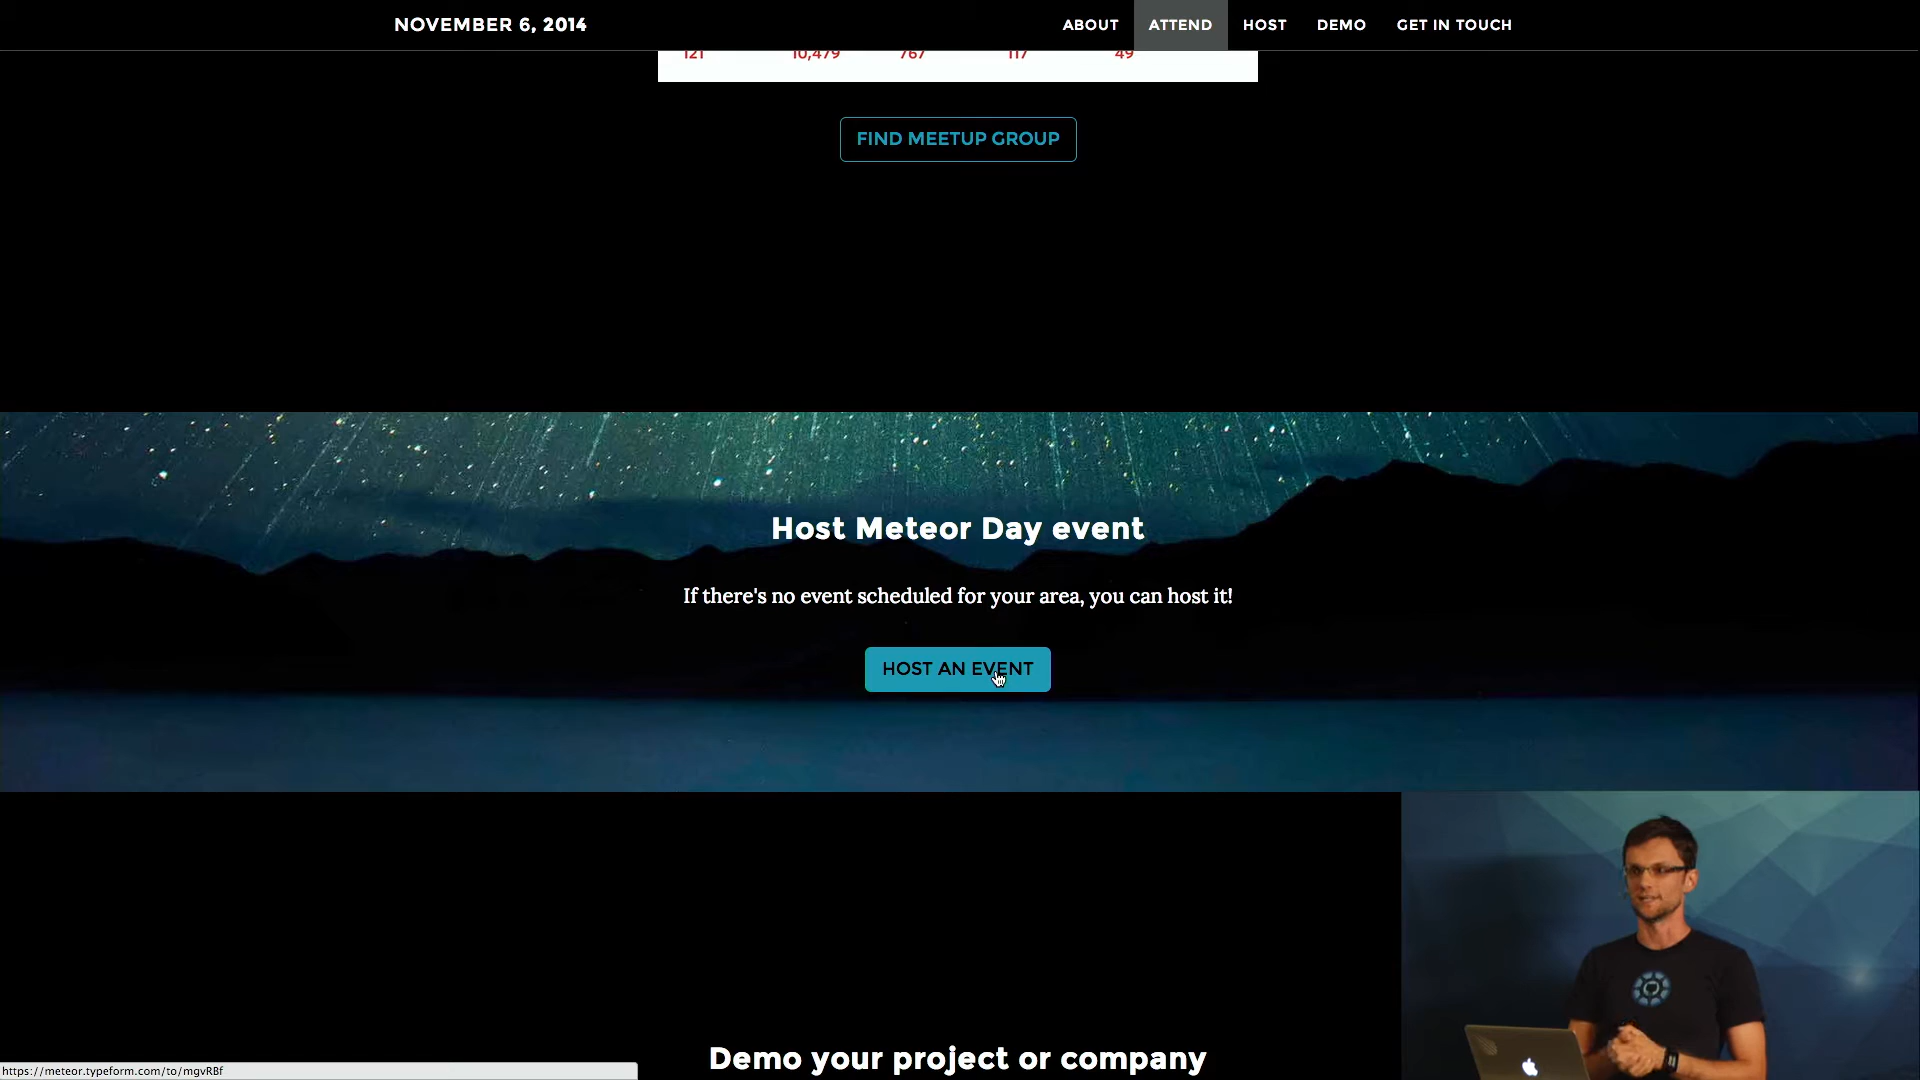 NOVEMBER 6, 2014
ABOUT
ATTEND
HOST
DEMO
GET IN TOUCH
121 10,479 767 117 49
FIND MEETUP GROUP
Host Meteor Day event
If there's no event scheduled for your area, you can host it!
HOST AN EVENT
Demo your project or company
https://meteor.typeform.com/to/mgvRBf